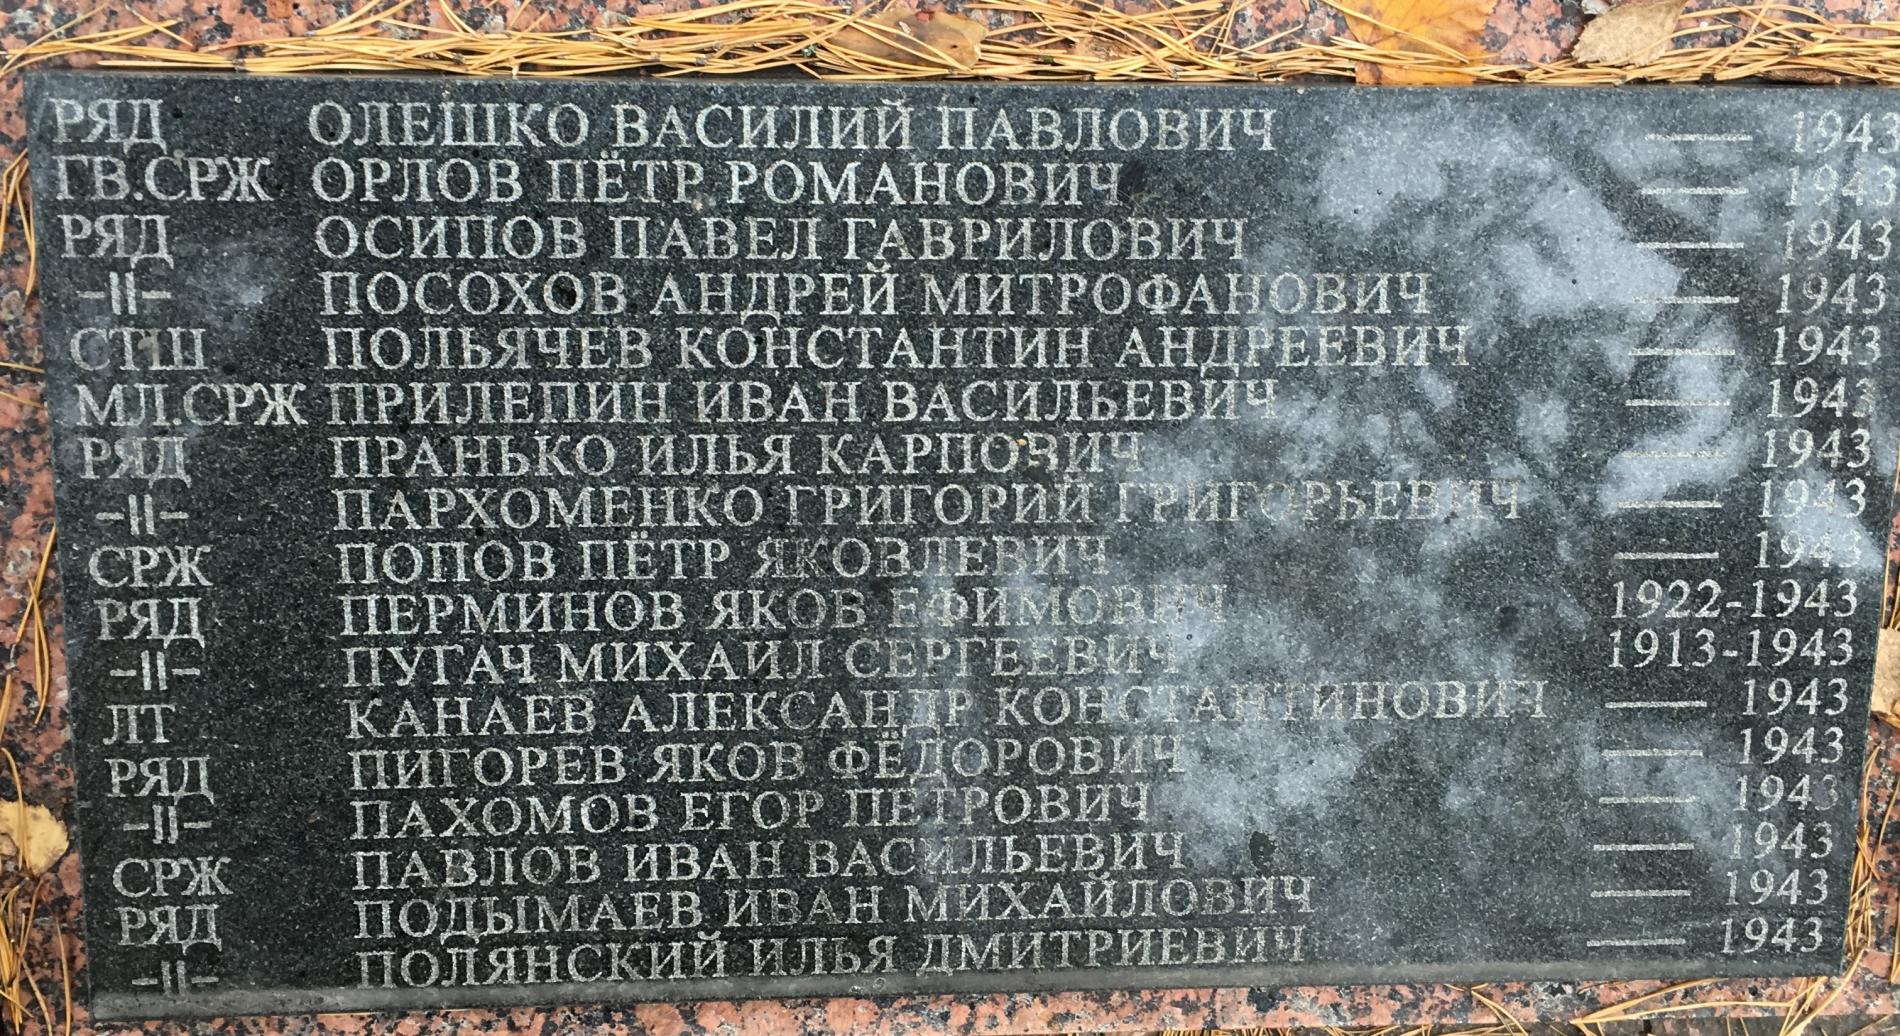 РЯД ОЛЕШКО ВАСИЛИЙ ПАВЛОВИЧ — 1943
ГВ.СРЖ ОРЛОВ ПЁТР РОМАНОВИЧ — 1943
РЯД ОСИПОВ ПАВЕЛ ГАВРИЛОВИЧ — 1943
–II– ПОСОХОВ АНДРЕЙ МИТРОФАНОВИЧ — 1943
СТШ ПОЛЬЯЧЕВ КОНСТАНТИН АНДРЕЕВИЧ — 1943
МЛ.СРЖ ПРИЛЕПИН ИВАН ВАСИЛЬЕВИЧ — 1943
РЯД ПРАНЬКО ИЛЬЯ КАРПОВИЧ — 1943
–II– ПАРХОМЕНКО ГРИГОРИЙ ГРИГОРЬЕВИЧ — 1943
СРЖ ПОПОВ ПЁТР ЯКОВЛЕВИЧ — 1943
РЯД ПЕРМИНОВ ЯКОВ ЕФИМОВИЧ 1922-1943
–II– ПУГАЧ МИХАИЛ СЕРГЕЕВИЧ 1913-1943
ЛТ КАНАЕВ АЛЕКСАНДР КОНСТАНТИНОВИЧ — 1943
РЯД ПИГОРЕВ ЯКОВ ФЁДОРОВИЧ — 1943
–II– ПАХОМОВ ЕГОР ПЕТРОВИЧ — 1943
СРЖ ПАВЛОВ ИВАН ВАСИЛЬЕВИЧ — 1943
РЯД ПОДЫМАЕВ ИВАН МИХАЙЛОВИЧ — 1943
–II– ПОЛЯНСКИЙ ИЛЬЯ ДМИТРИЕВИЧ — 1943